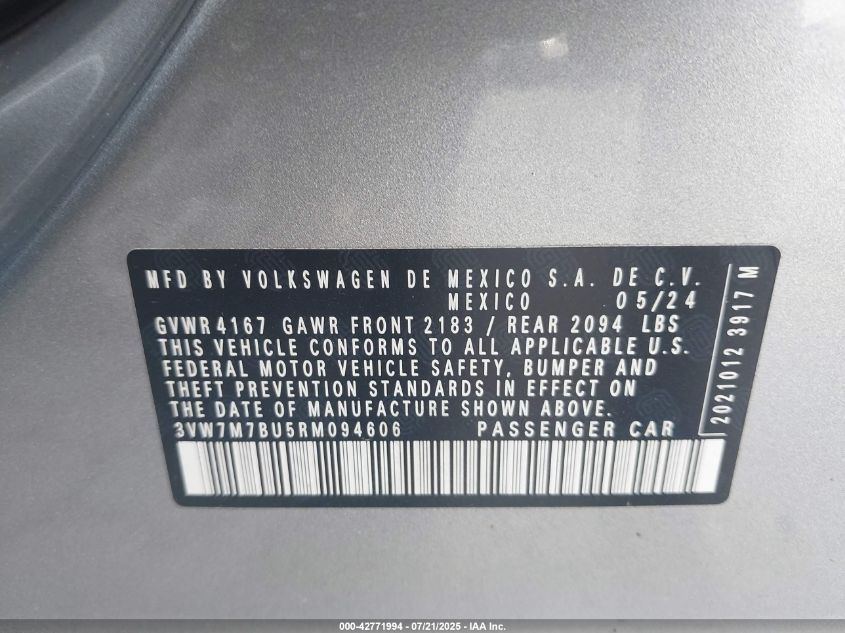 MFD BY VOLKSWAGEN DE MEXICO S.A. DE C.V.
MEXICO 05/24
GVWR 4167 GAWR FRONT 2183 / REAR 2094 LBS
THIS VEHICLE CONFORMS TO ALL APPLICABLE U.S.
FEDERAL MOTOR VEHICLE SAFETY, BUMPER AND
THEFT PREVENTION STANDARDS IN EFFECT ON
THE DATE OF MANUFACTURE SHOWN ABOVE.
3VW7M7BU5RM094606 PASSENGER CAR
2021012 3917 M
000-42771994 / 07/21/2025 - IAA Inc.